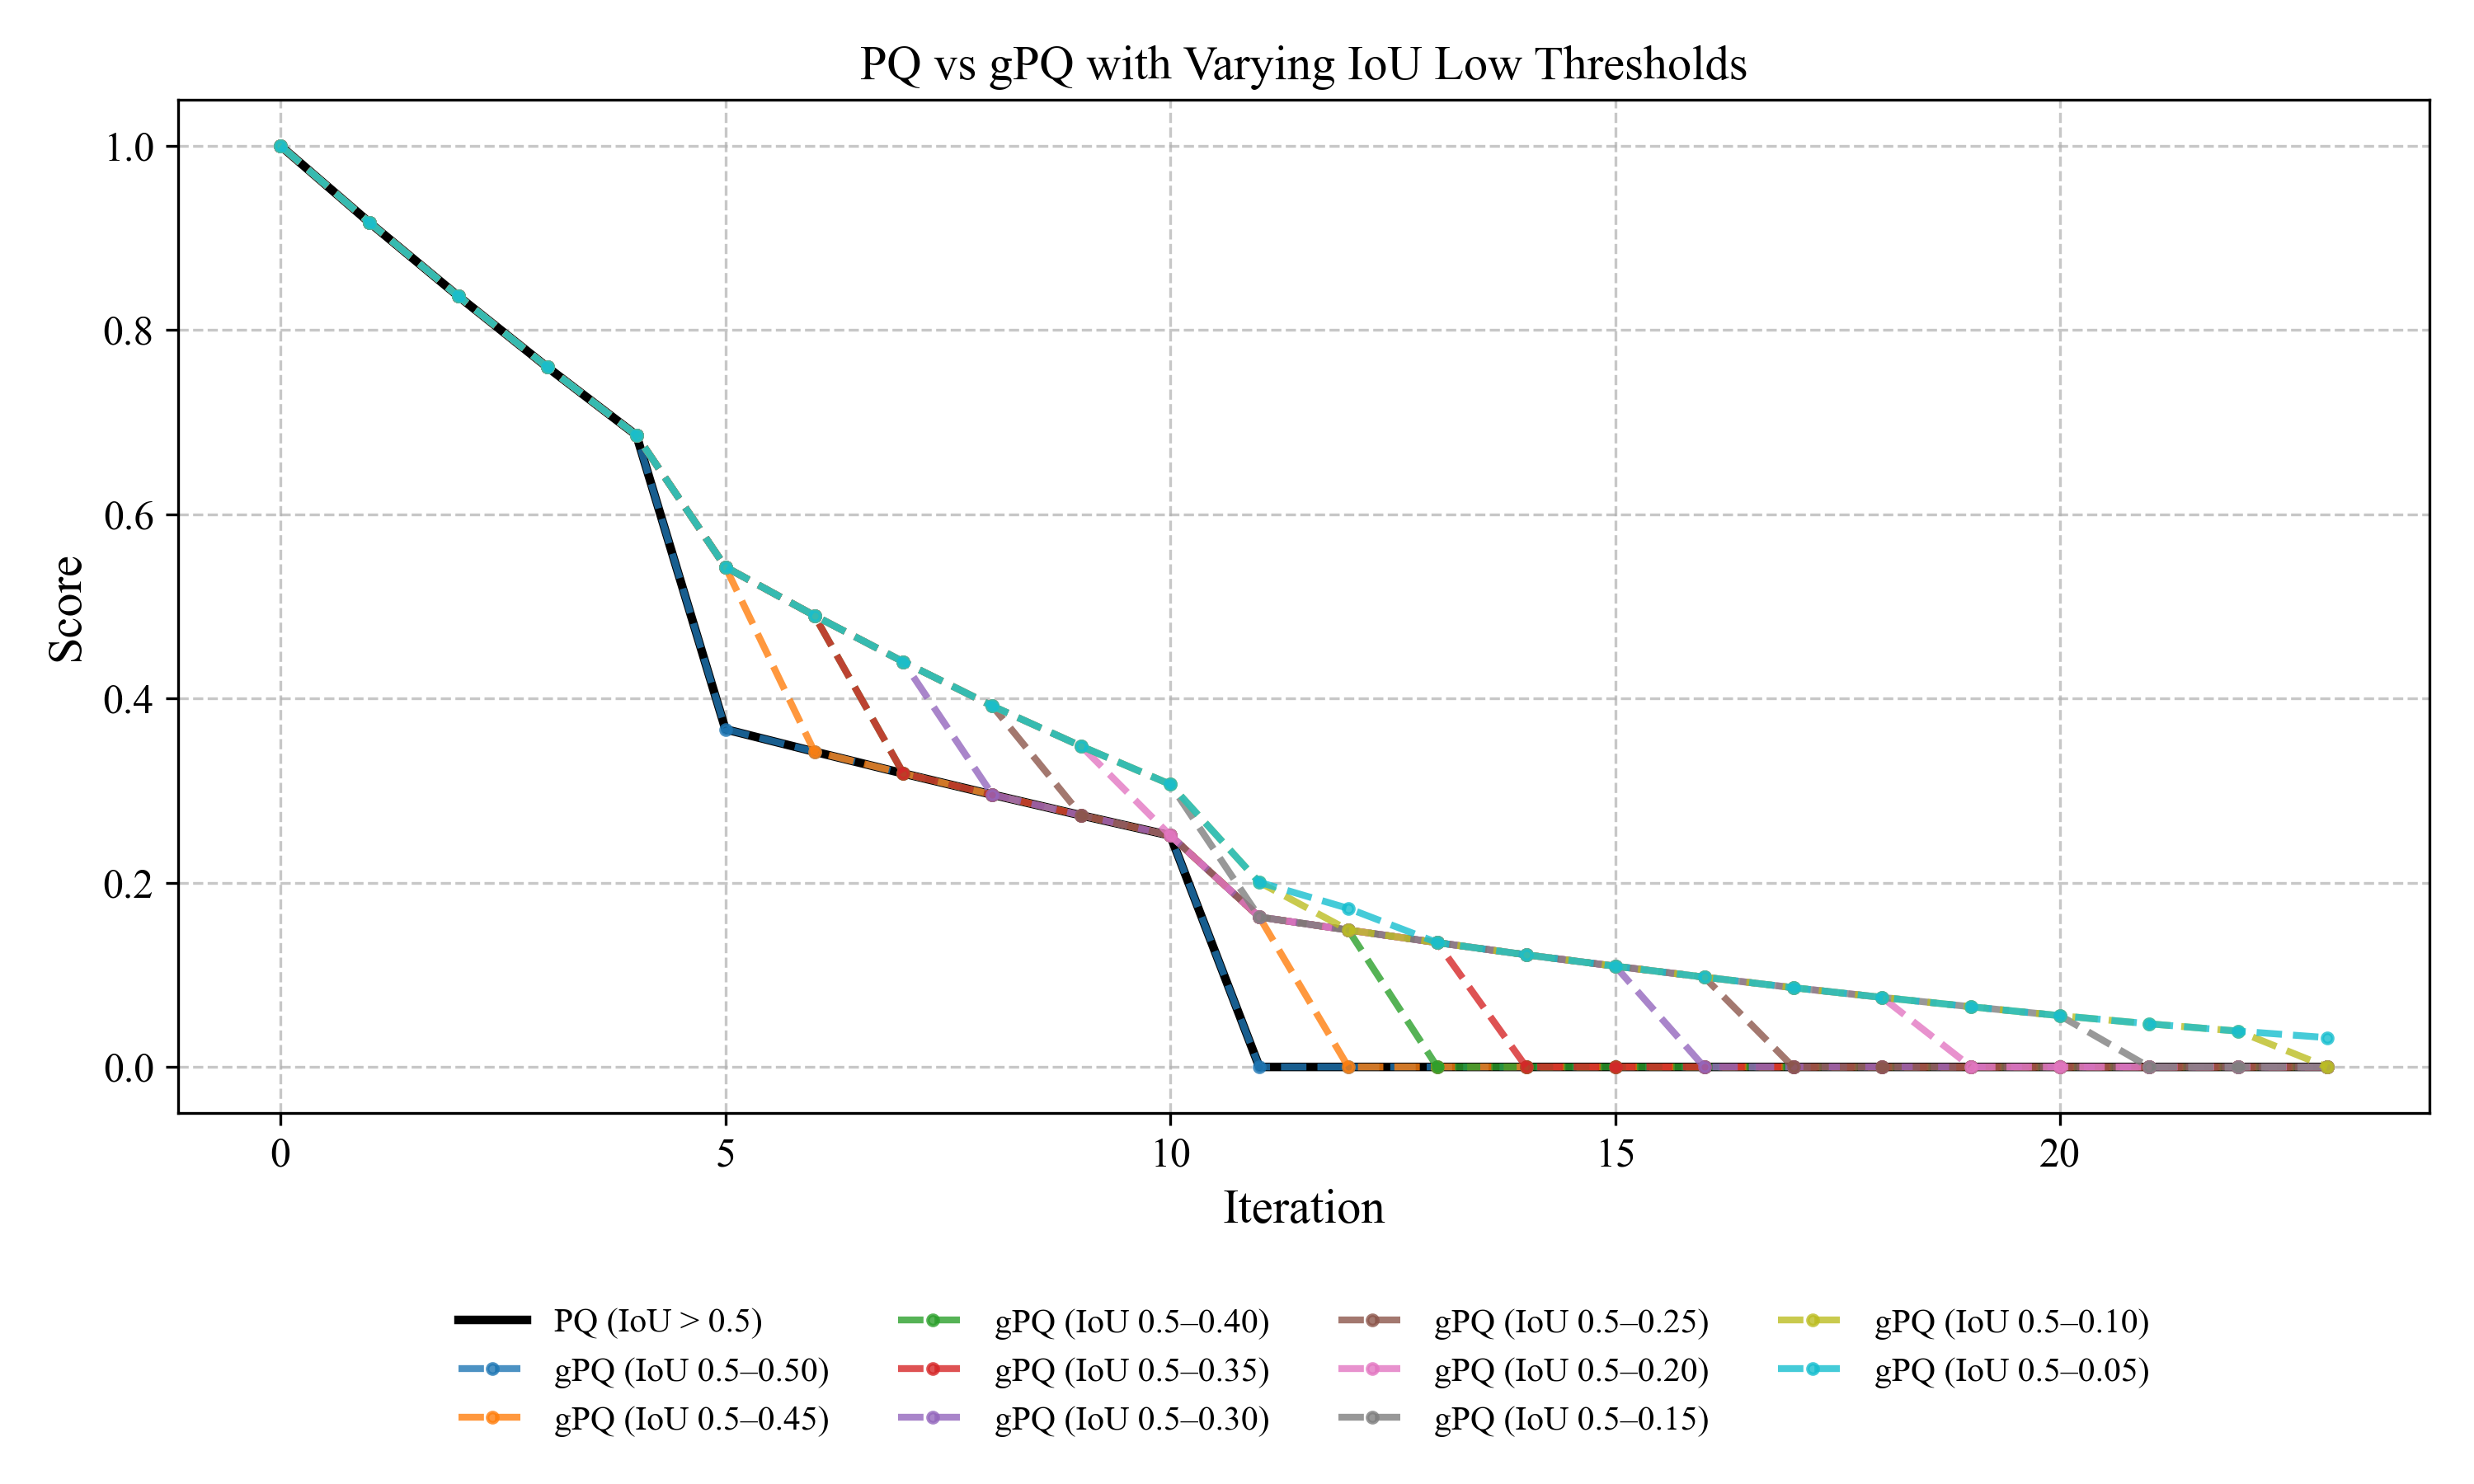 PQ vs gPQ with Varying IoU Low Thresholds
Score
1.0
0.8
0.6
0.4
0.2
0.0
0 5 10 15 20
Iteration
PQ (IoU > 0.5)
gPQ (IoU 0.5–0.50)
gPQ (IoU 0.5–0.45)
gPQ (IoU 0.5–0.40)
gPQ (IoU 0.5–0.35)
gPQ (IoU 0.5–0.30)
gPQ (IoU 0.5–0.25)
gPQ (IoU 0.5–0.20)
gPQ (IoU 0.5–0.15)
gPQ (IoU 0.5–0.10)
gPQ (IoU 0.5–0.05)